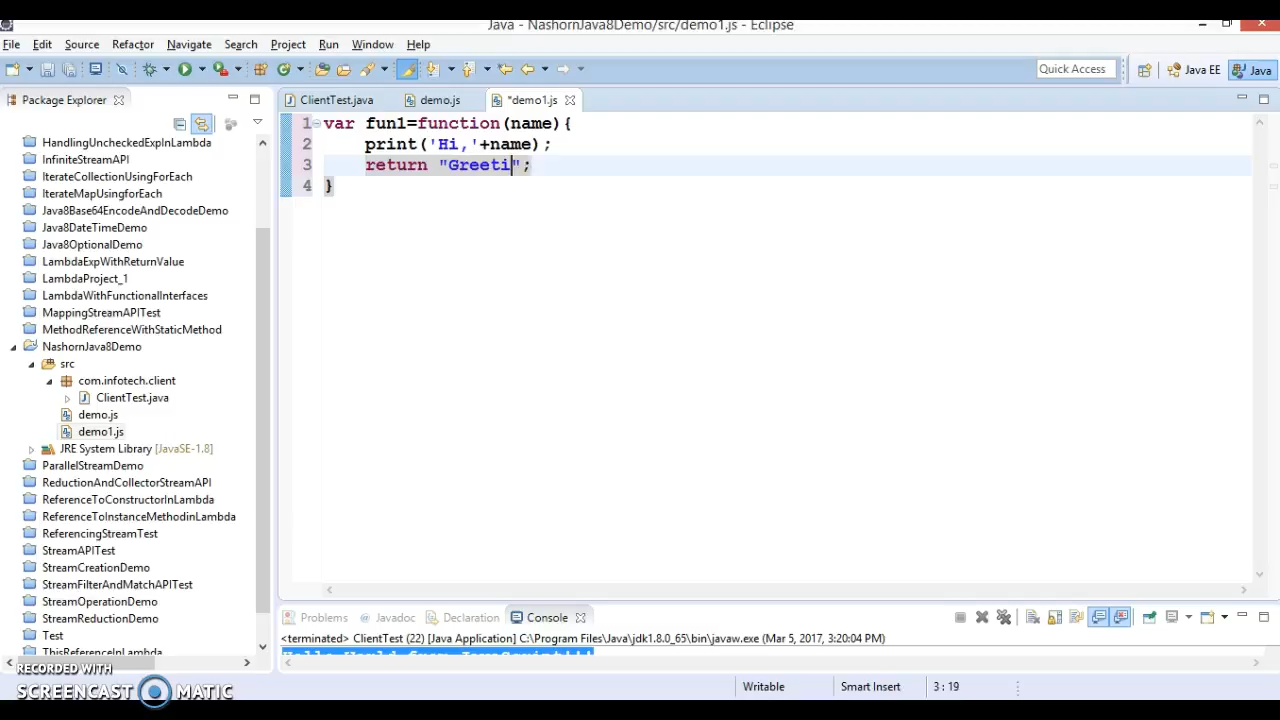 Java - NashornJava8Demo/src/demo1.js - Eclipse
File Edit Source Refactor Navigate Search Project Run Window Help
Quick Access
Java EE
Java
Package Explorer
ClientTest.java
demo.js
*demo1.js
HandlingUncheckedExpInLambda
InfiniteStreamAPI
IterateCollectionUsingForEach
IterateMapUsingforEach
Java8Base64EncodeAndDecodeDemo
Java8DateTimeDemo
Java8OptionalDemo
LambdaExpWithReturnValue
LambdaProject_1
LambdaWithFunctionalInterfaces
MappingStreamAPITest
MethodReferenceWithStaticMethod
NashornJava8Demo
src
com.infotech.client
ClientTest.java
demo.js
demo1.js
JRE System Library [JavaSE-1.8]
ParallelStreamDemo
ReductionAndCollectorStreamAPI
ReferenceToConstructorInLambda
ReferenceToInstanceMethodinLambda
ReferencingStreamTest
StreamAPITest
StreamCreationDemo
StreamFilterAndMatchAPITest
StreamOperationDemo
StreamReductionDemo
Test
ThisReferenceInLambda
1 var fun1=function(name){
2 print('Hi,'+name);
3 return "Greeti";
4 }
Problems
Javadoc
Declaration
Console
<terminated> ClientTest (22) [Java Application] C:\Program Files\Java\jdk1.8.0_65\bin\javaw.exe (Mar 5, 2017, 3:20:04 PM)
Hello World from JavaScript!!!
Writable
Smart Insert
3 : 19
RECORDED WITH
SCREENCAST MATIC